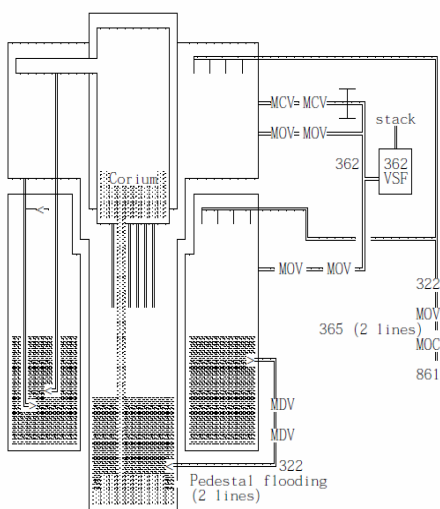 MCV MCV
stack
MOV MOV
362
362
VSF
Corium
MOV MOV
322
MOV
365 (2 lines)
MOC
861
MDV
MDV
322
Pedestal flooding
(2 lines)